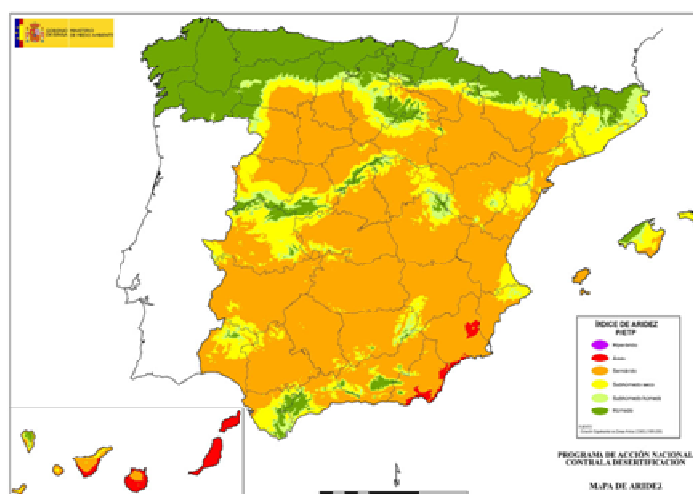 GOBIERNO MINISTERIO
DE ESPAÑA DE MEDIO AMBIENTE
ÍNDICE DE ARIDEZ
P/ETP
Hiperárido
Árido
Semiárido
Subhúmedo seco
Subhúmedo húmedo
Húmedo
PROGRAMA DE ACCIÓN NACIONAL
CONTRA LA DESERTIFICACIÓN
MAPA DE ARIDEZ